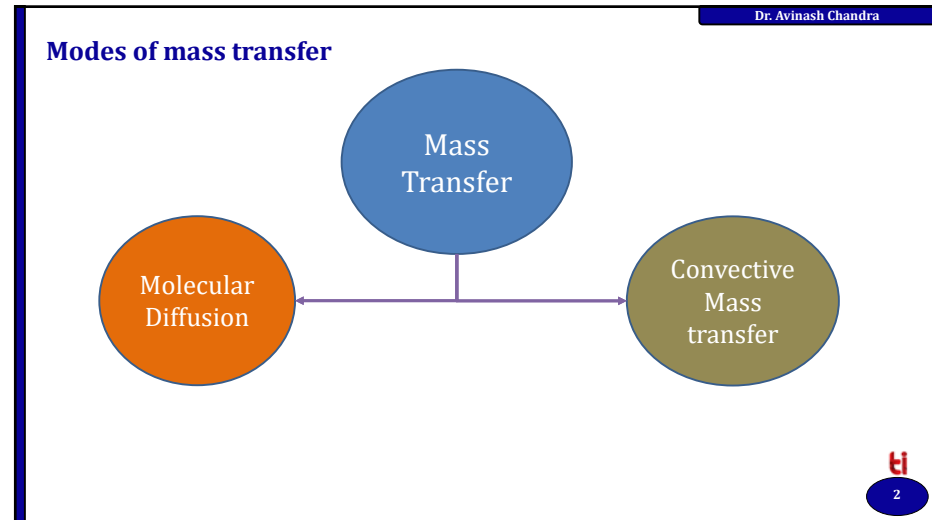 Dr. Avinash Chandra
Modes of mass transfer
Mass
Transfer
Molecular
Diffusion
Convective
Mass
transfer
ti
2